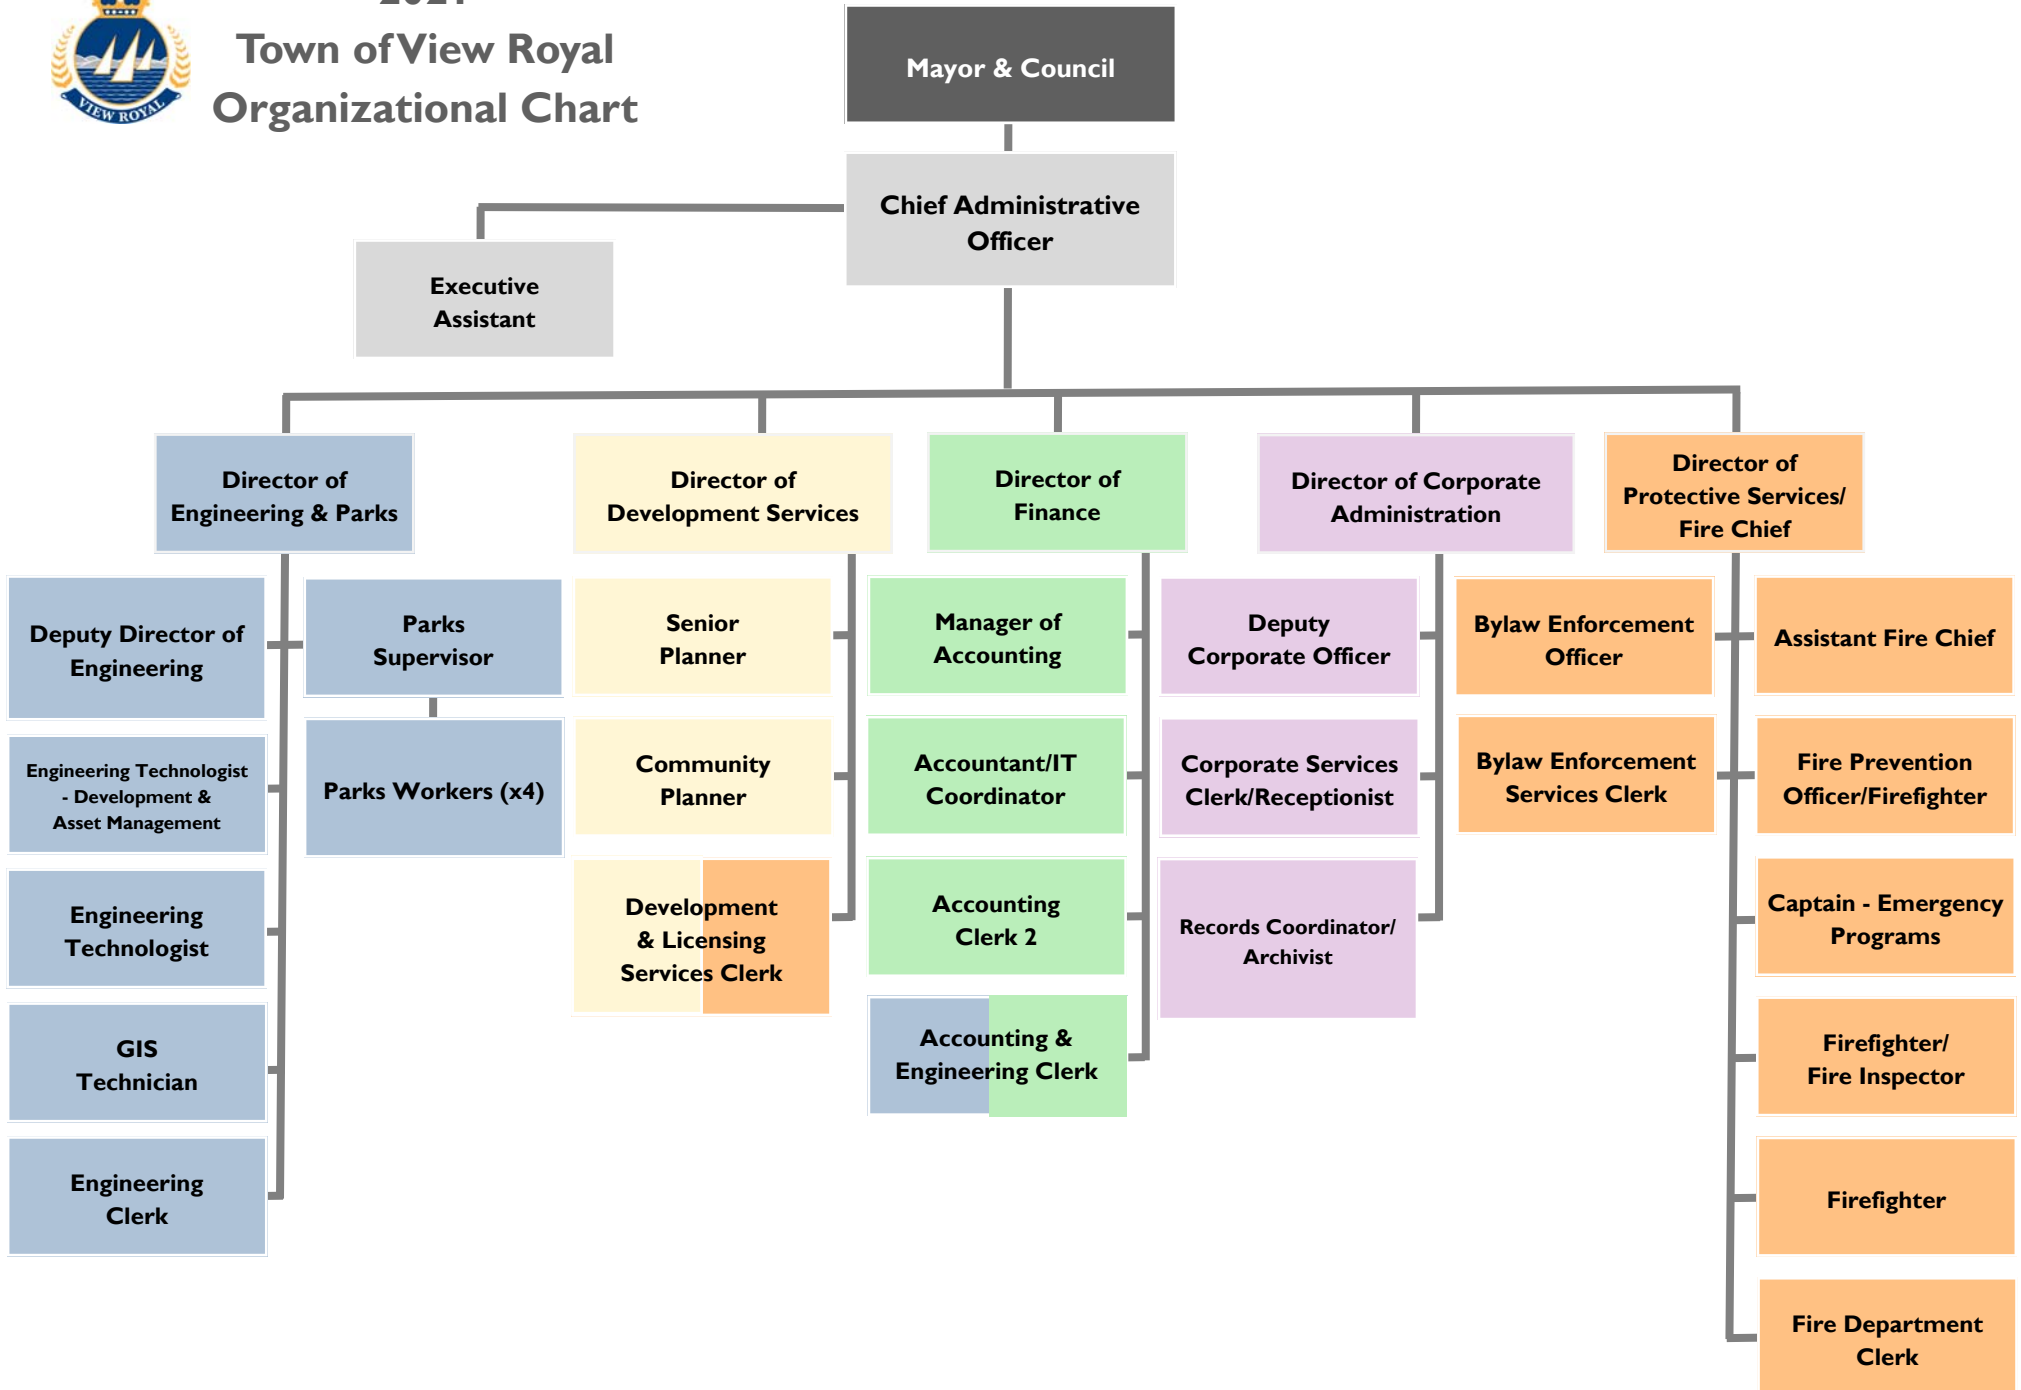 2021
Town of View Royal
Organizational Chart
VIEW ROYAL
Mayor & Council
Chief Administrative
Officer
Executive
Assistant
Director of
Engineering & Parks
Director of
Development Services
Director of
Finance
Director of Corporate
Administration
Director of
Protective Services/
Fire Chief
Deputy Director of
Engineering
Parks
Supervisor
Engineering Technologist
- Development &
Asset Management
Parks Workers (x4)
Engineering
Technologist
GIS
Technician
Engineering
Clerk
Senior
Planner
Community
Planner
Development
& Licensing
Services Clerk
Manager of
Accounting
Accountant/IT
Coordinator
Accounting
Clerk 2
Accounting &
Engineering Clerk
Deputy
Corporate Officer
Corporate Services
Clerk/Receptionist
Records Coordinator/
Archivist
Bylaw Enforcement
Officer
Bylaw Enforcement
Services Clerk
Assistant Fire Chief
Fire Prevention
Officer/Firefighter
Captain - Emergency
Programs
Firefighter/
Fire Inspector
Firefighter
Fire Department
Clerk